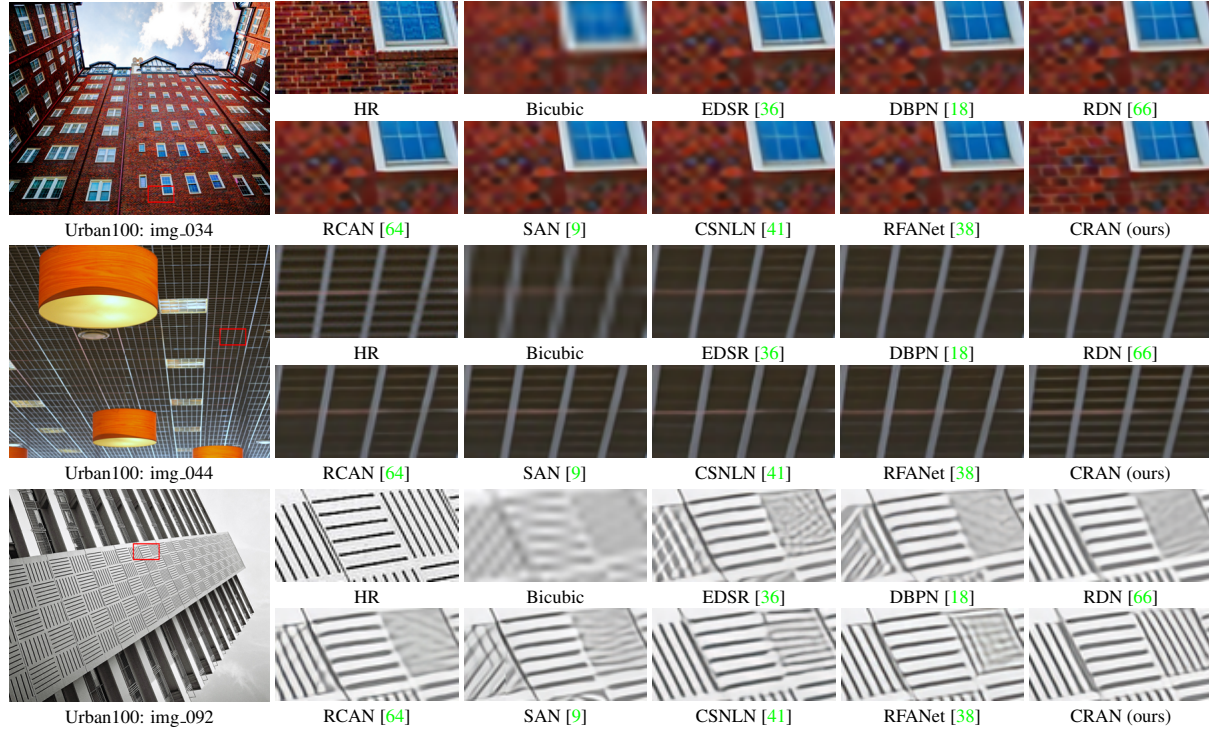 HR Bicubic EDSR [36] DBPN [18] RDN [66]
Urban100: img_034 RCAN [64] SAN [9] CSNLN [41] RFANet [38] CRAN (ours)
HR Bicubic EDSR [36] DBPN [18] RDN [66]
RCAN [64] SAN [9] CSNLN [41] RFANet [38] CRAN (ours)
Urban100: img_044
HR Bicubic EDSR [36] DBPN [18] RDN [66]
RCAN [64] SAN [9] CSNLN [41] RFANet [38] CRAN (ours)
Urban100: img_092